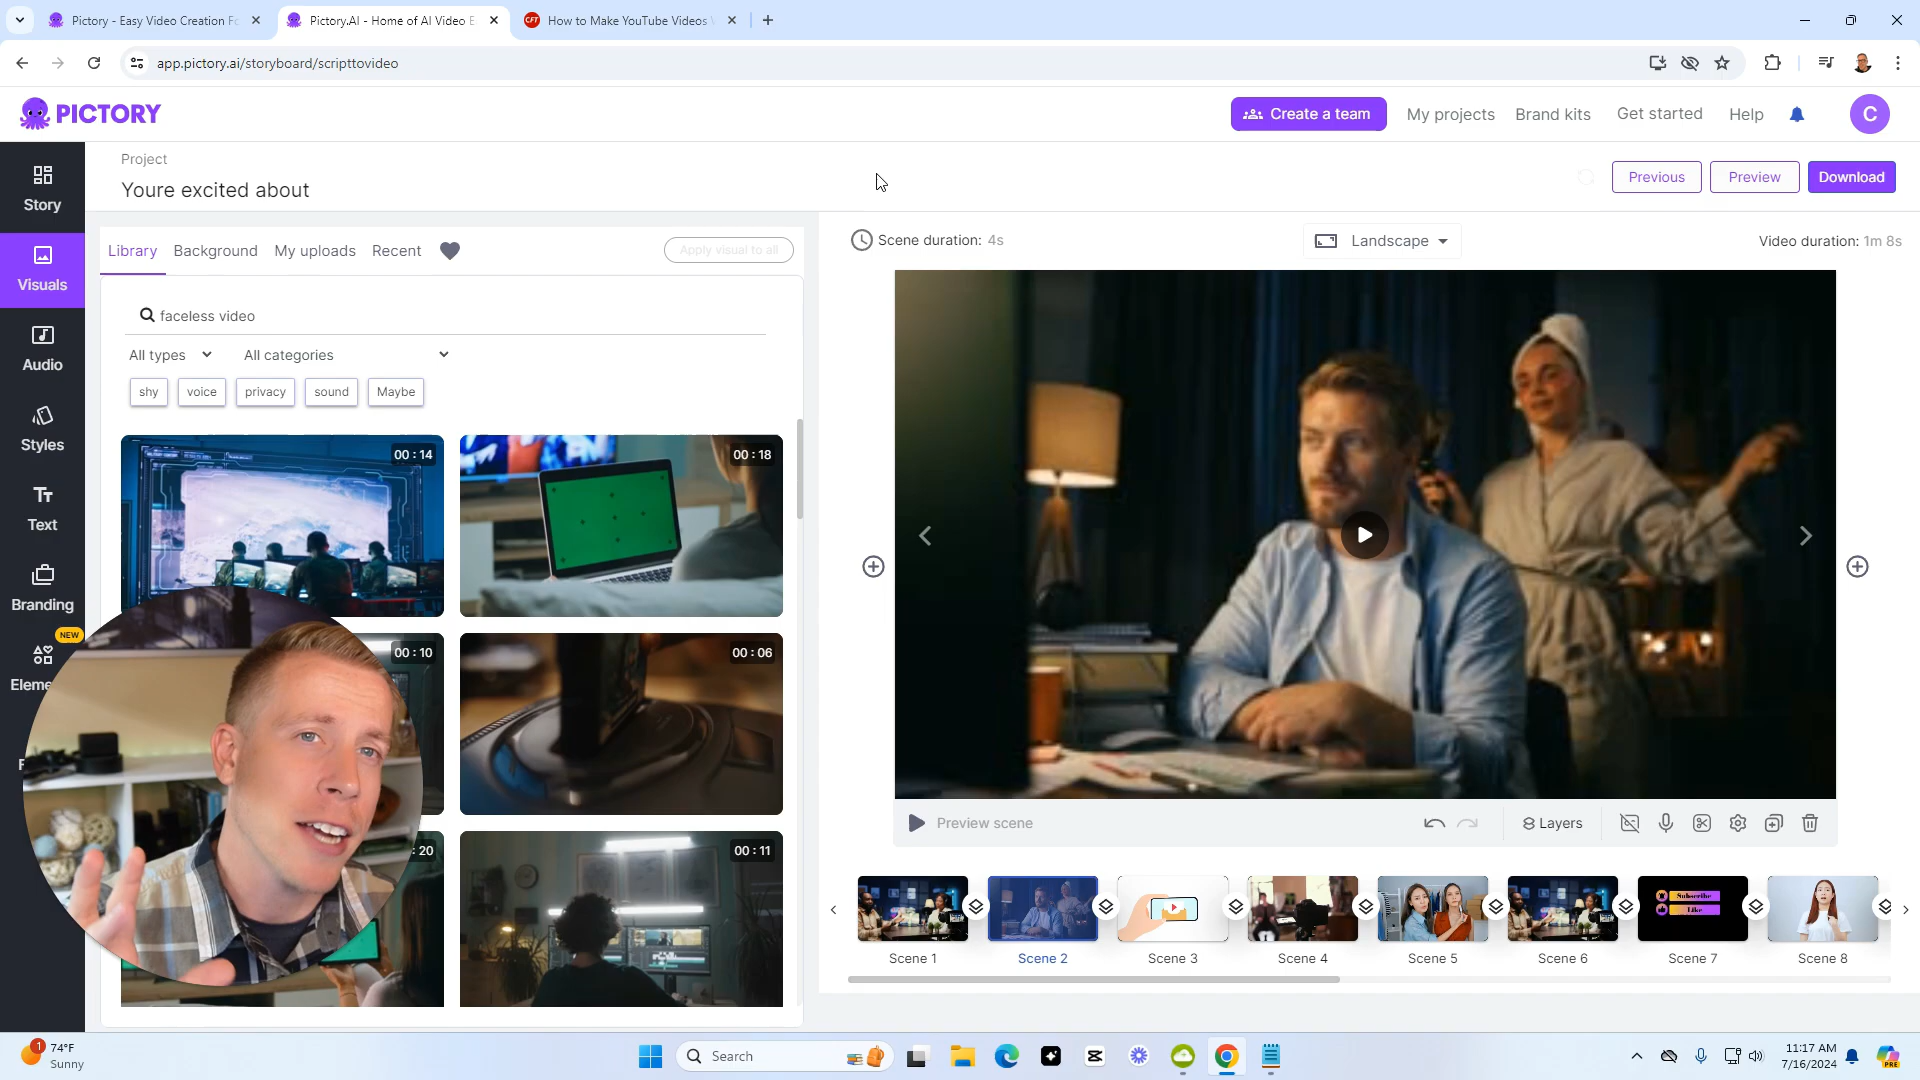 Pictory - Easy Video Creation Fo
Pictory.AI - Home of AI Video E
CFT
How to Make YouTube Videos
app.pictory.ai/storyboard/scripttovideo
PICTORY
Create a team
My projects
Brand kits
Get started
Help
C
Project
Youre excited about
Previous
Preview
Download
Story
Visuals
Audio
Styles
Text
Branding
NEW
Eleme
Library
Background
My uploads
Recent
Apply visual to all
faceless video
All types
All categories
shy
voice
privacy
sound
Maybe
00 : 14
00 : 18
00 : 10
00 : 06
: 20
00 : 11
Scene duration: 4s
Landscape
Video duration: 1m 8s
Preview scene
Layers
Subscribe
Like
Scene 1
Scene 2
Scene 3
Scene 4
Scene 5
Scene 6
Scene 7
Scene 8
1
74°F
Sunny
Search
11:17 AM
7/16/2024
PRE